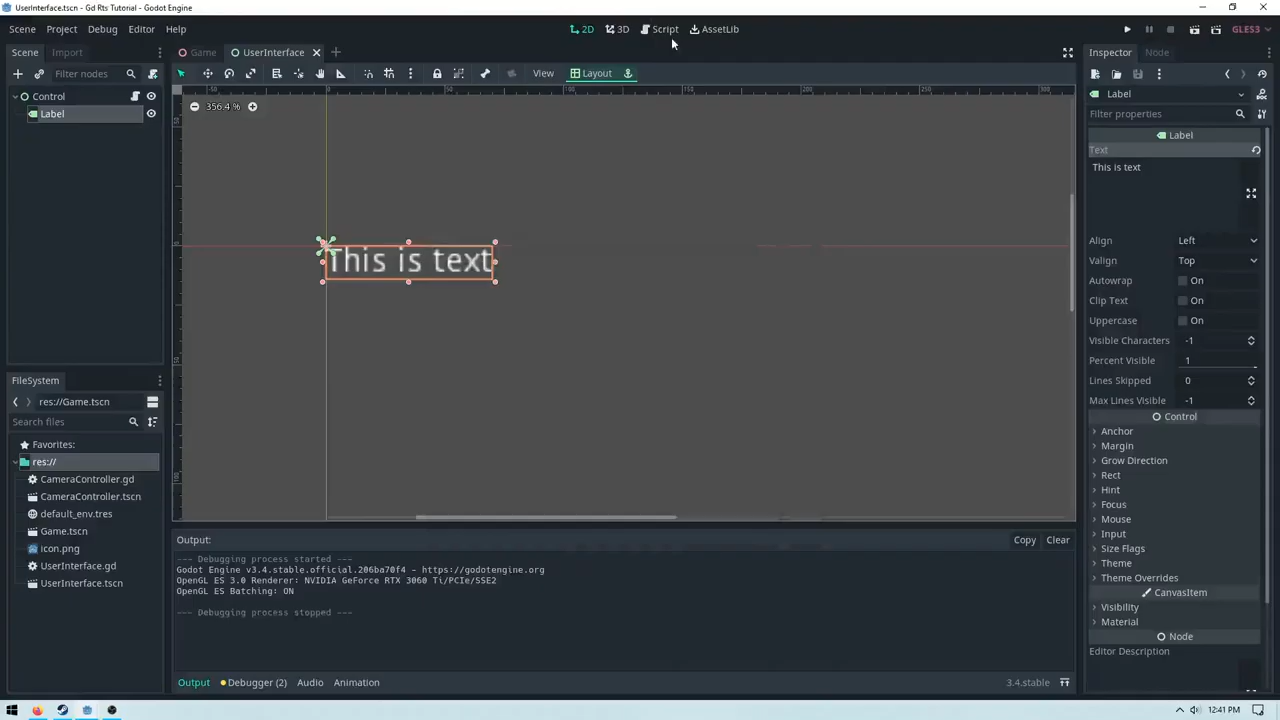 UserInterface.tscn - Gd Rts Tutorial - Godot Engine
Scene Project Debug Editor Help
2D 3D Script AssetLib
GLES3
Scene Import
Game UserInterface
Inspector Node
Filter nodes
View Layout
Control
Label
356.4 %
-50 0 50 100 150 200 250 300
This is text
Label
Filter properties
Label
Text
This is text
Align Left
Valign Top
Autowrap On
Clip Text On
Uppercase On
Visible Characters -1
Percent Visible 1
Lines Skipped 0
Max Lines Visible -1
Control
Anchor
Margin
Grow Direction
Rect
Hint
Focus
Mouse
Input
Size Flags
Theme
Theme Overrides
CanvasItem
Visibility
Material
Node
Editor Description
FileSystem
res://Game.tscn
Search files
Favorites:
res://
CameraController.gd
CameraController.tscn
default_env.tres
Game.tscn
icon.png
UserInterface.gd
UserInterface.tscn
Output:
Copy Clear
--- Debugging process started ---
Godot Engine v3.4.stable.official.206ba70f4 - https://godotengine.org
OpenGL ES 3.0 Renderer: NVIDIA GeForce RTX 3060 Ti/PCIe/SSE2
OpenGL ES Batching: ON
--- Debugging process stopped ---
Output Debugger (2) Audio Animation
3.4.stable
12:41 PM